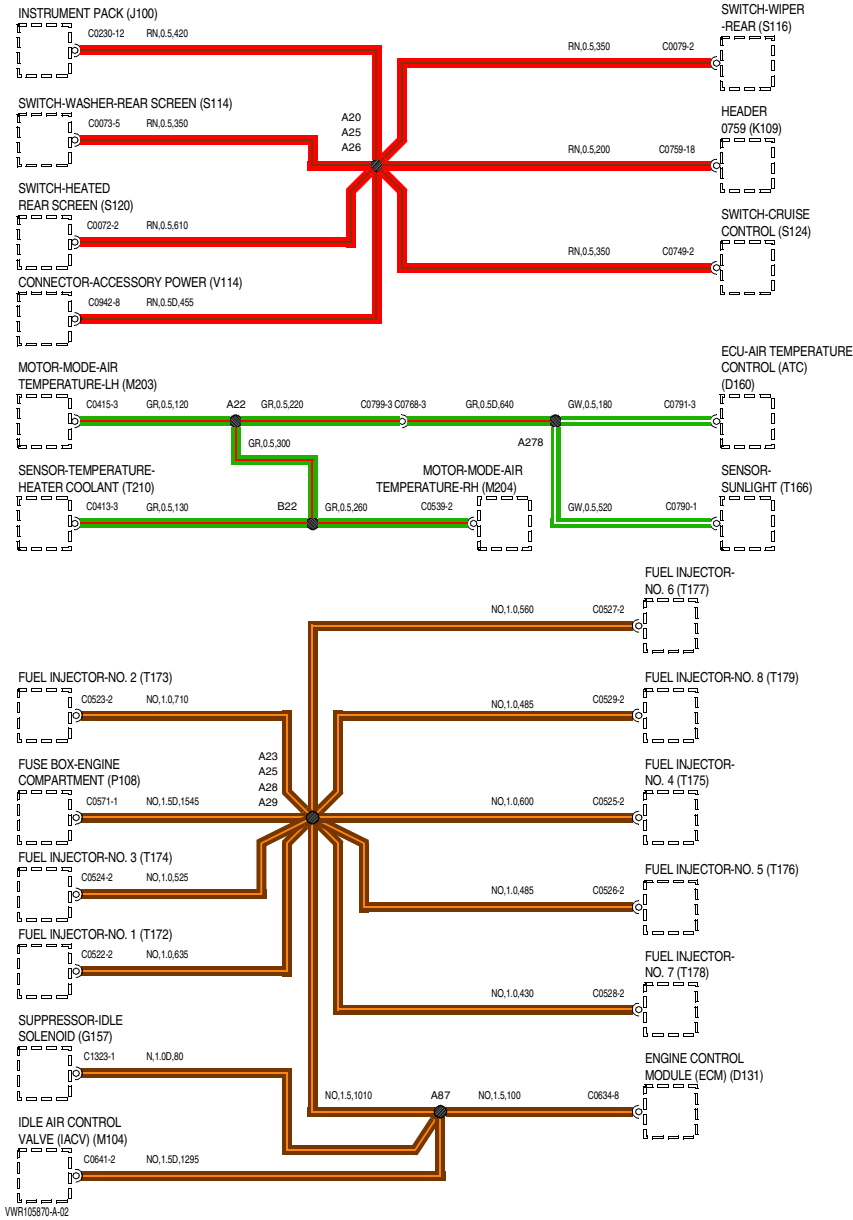 INSTRUMENT PACK (J100)
C0230-12 RN,0.5,420
SWITCH-WIPER
-REAR (S116)
RN,0.5,350 C0079-2
SWITCH-WASHER-REAR SCREEN (S114)
C0073-5 RN,0.5,350
A20
A25
A26
HEADER
0759 (K109)
RN,0.5,200 C0759-18
SWITCH-HEATED
REAR SCREEN (S120)
C0072-2 RN,0.5,610
SWITCH-CRUISE
CONTROL (S124)
RN,0.5,350 C0749-2
CONNECTOR-ACCESSORY POWER (V114)
C0942-8 RN,0.5D,455
MOTOR-MODE-AIR
TEMPERATURE-LH (M203)
C0415-3 GR,0.5,120 A22 GR,0.5,220 C0799-3 C0768-3 GR,0.5D,640 GW,0.5,180 C0791-3
ECU-AIR TEMPERATURE
CONTROL (ATC)
(D160)
GR,0.5,300
A278
SENSOR-TEMPERATURE-
HEATER COOLANT (T210)
C0413-3 GR,0.5,130 B22 GR,0.5,260 C0539-2
MOTOR-MODE-AIR
TEMPERATURE-RH (M204)
GW,0.5,520 C0790-1
SENSOR-
SUNLIGHT (T166)
FUEL INJECTOR-
NO. 6 (T177)
NO,1.0,560 C0527-2
FUEL INJECTOR-NO. 2 (T173)
C0523-2 NO,1.0,710
FUEL INJECTOR-NO. 8 (T179)
NO,1.0,485 C0529-2
FUSE BOX-ENGINE
COMPARTMENT (P108)
C0571-1 NO,1.5D,1545
A23
A25
A28
A29
FUEL INJECTOR-
NO. 4 (T175)
NO,1.0,600 C0525-2
FUEL INJECTOR-NO. 3 (T174)
C0524-2 NO,1.0,525
FUEL INJECTOR-NO. 5 (T176)
NO,1.0,485 C0526-2
FUEL INJECTOR-NO. 1 (T172)
C0522-2 NO,1.0,635
FUEL INJECTOR-
NO. 7 (T178)
NO,1.0,430 C0528-2
SUPPRESSOR-IDLE
SOLENOID (G157)
C1323-1 N,1.0D,80
ENGINE CONTROL
MODULE (ECM) (D131)
NO,1.5,1010 A87 NO,1.5,100 C0634-8
IDLE AIR CONTROL
VALVE (IACV) (M104)
C0641-2 NO,1.5D,1295
VWR105870-A-02